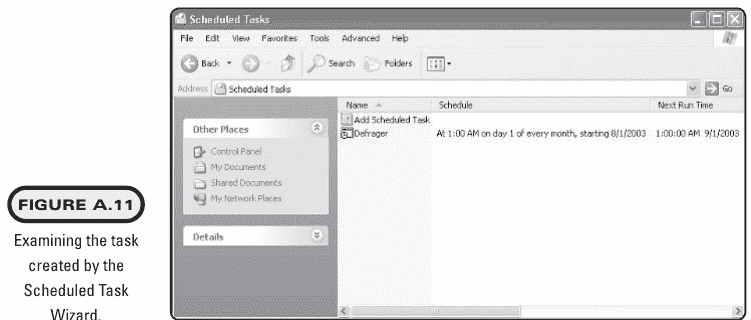 Scheduled Tasks
File Edit View Favorites Tools Advanced Help
Back Search Folders
Address Scheduled Tasks Go
Name Schedule Next Run Time
Add Scheduled Task
Defrager At 1:00 AM on day 1 of every month, starting 8/1/2003 1:00:00 AM 9/1/2003
Other Places
Control Panel
My Documents
Shared Documents
My Network Places
Details
FIGURE A.11
Examining the task
created by the
Scheduled Task
Wizard.